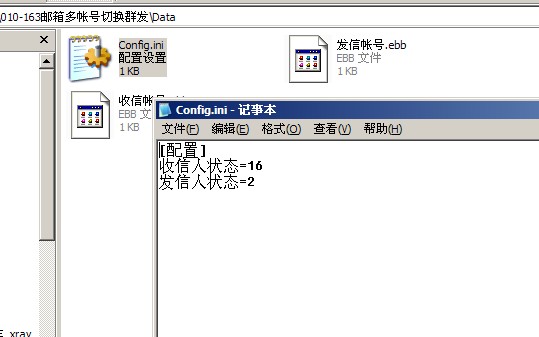 \010-163邮箱多帐号切换群发\Data
Config.ini
配置设置
1 KB
发信帐号.ebb
EBB 文件
1 KB
收信帐
EBB 文
1 KB
Config.ini - 记事本
文件(F) 编辑(E) 格式(O) 查看(V) 帮助(H)
[配置]
收信人状态=16
发信人状态=2
xray